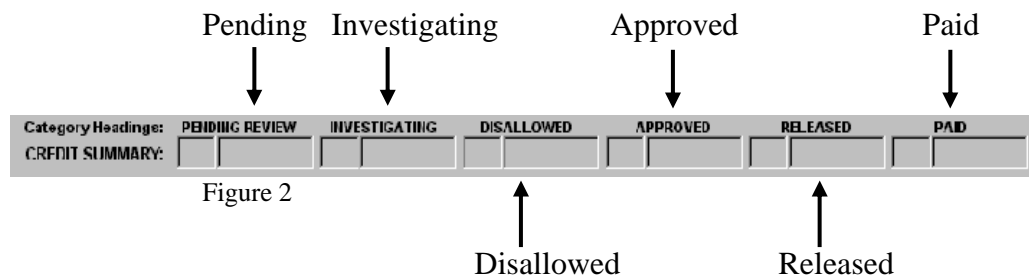 Pending Investigating Approved Paid
Category Headings: PENDING REVIEW INVESTIGATING DISALLOWED APPROVED RELEASED PAID
CREDIT SUMMARY:
Figure 2
Disallowed Released